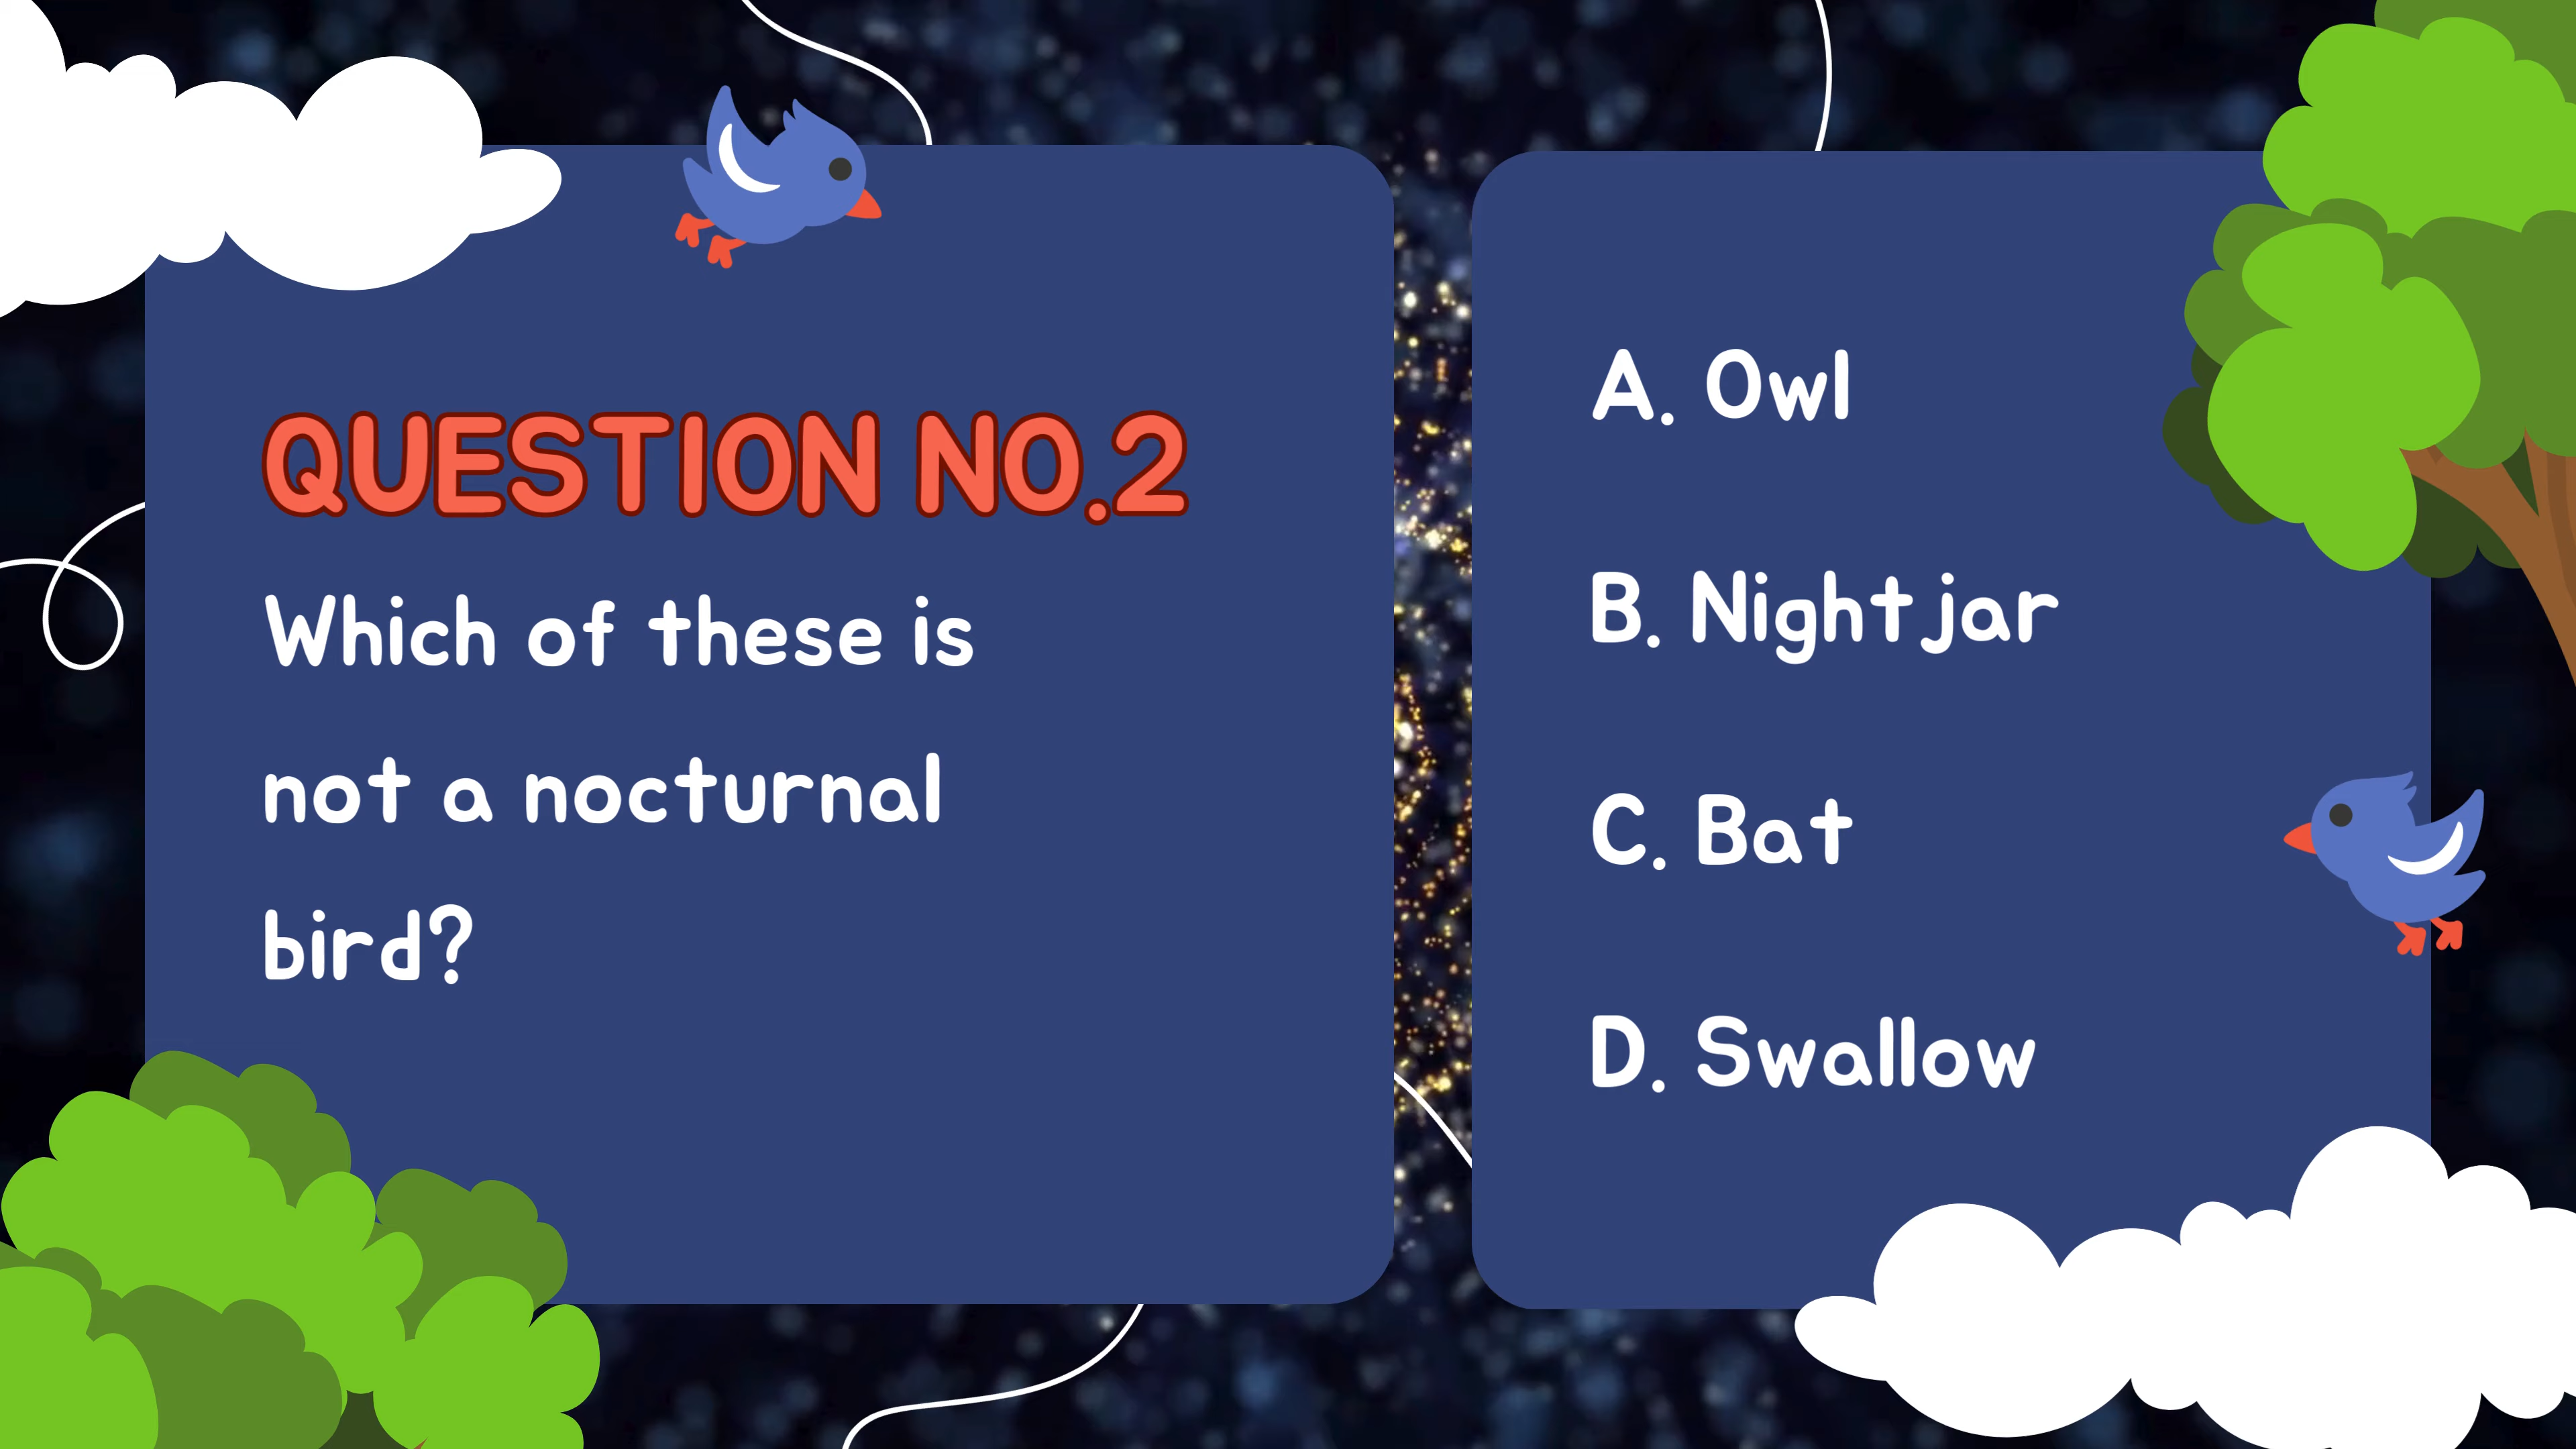 QUESTION NO.2
Which of these is
not a nocturnal
bird?
A. Owl
B. Nightjar
C. Bat
D. Swallow